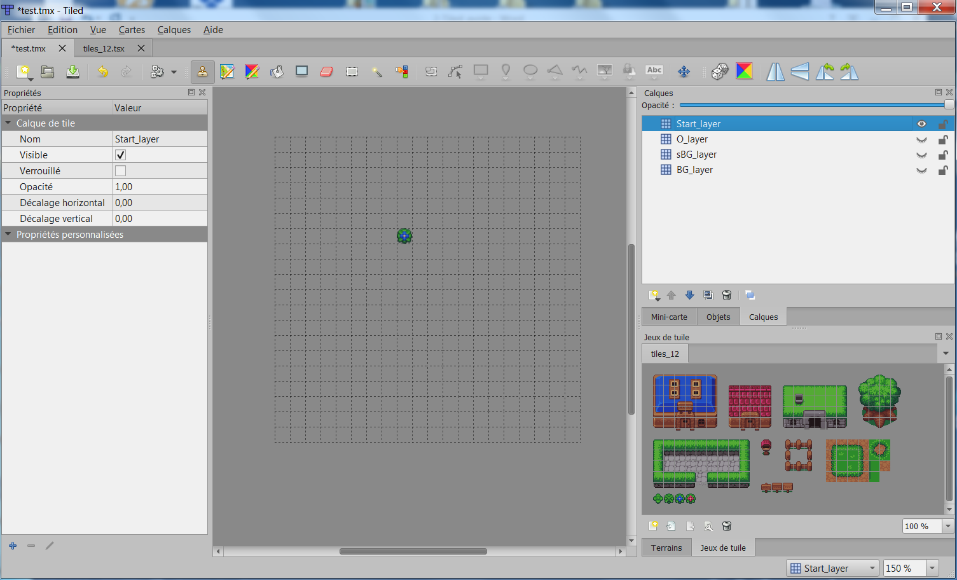 *test.tmx - Tiled
Fichier Edition Vue Cartes Calques Aide
*test.tmx tiles_12.tsx
Abc
Propriétés
Propriété Valeur
Calque de tile
Nom Start_layer
Visible
Verrouillé
Opacité 1,00
Décalage horizontal 0,00
Décalage vertical 0,00
Propriétés personnalisées
Calques
Opacité :
Start_layer
O_layer
sBG_layer
BG_layer
Mini-carte Objets Calques
Jeux de tuile
tiles_12
100 %
Terrains Jeux de tuile
Start_layer 150 %